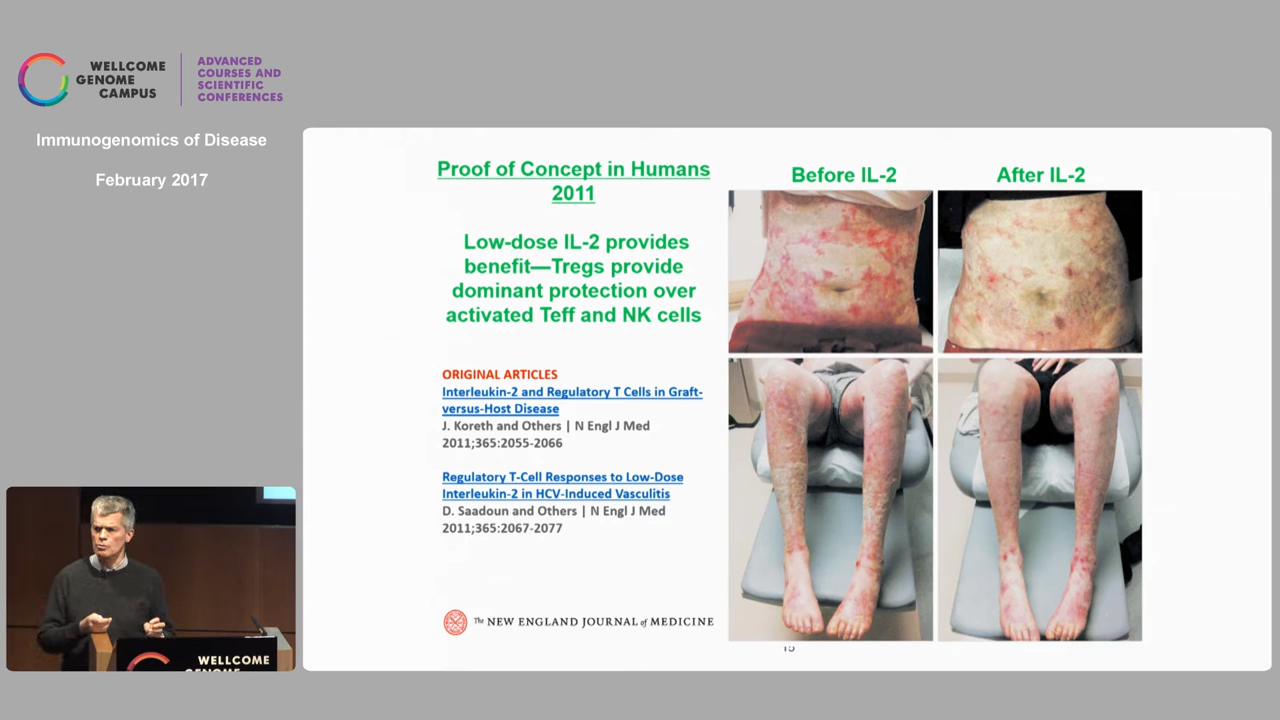 WELLCOME
GENOME
CAMPUS
ADVANCED
COURSES AND
SCIENTIFIC
CONFERENCES
Immunogenomics of Disease
February 2017
Proof of Concept in Humans
2011
Low-dose IL-2 provides
benefit—Tregs provide
dominant protection over
activated Teff and NK cells
ORIGINAL ARTICLES
Interleukin-2 and Regulatory T Cells in Graft-
versus-Host Disease
J. Koreth and Others | N Engl J Med
2011;365:2055-2066
Regulatory T-Cell Responses to Low-Dose
Interleukin-2 in HCV-Induced Vasculitis
D. Saadoun and Others | N Engl J Med
2011;365:2067-2077
The NEW ENGLAND JOURNAL of MEDICINE
Before IL-2
After IL-2
15
WELLCOME
GENOME